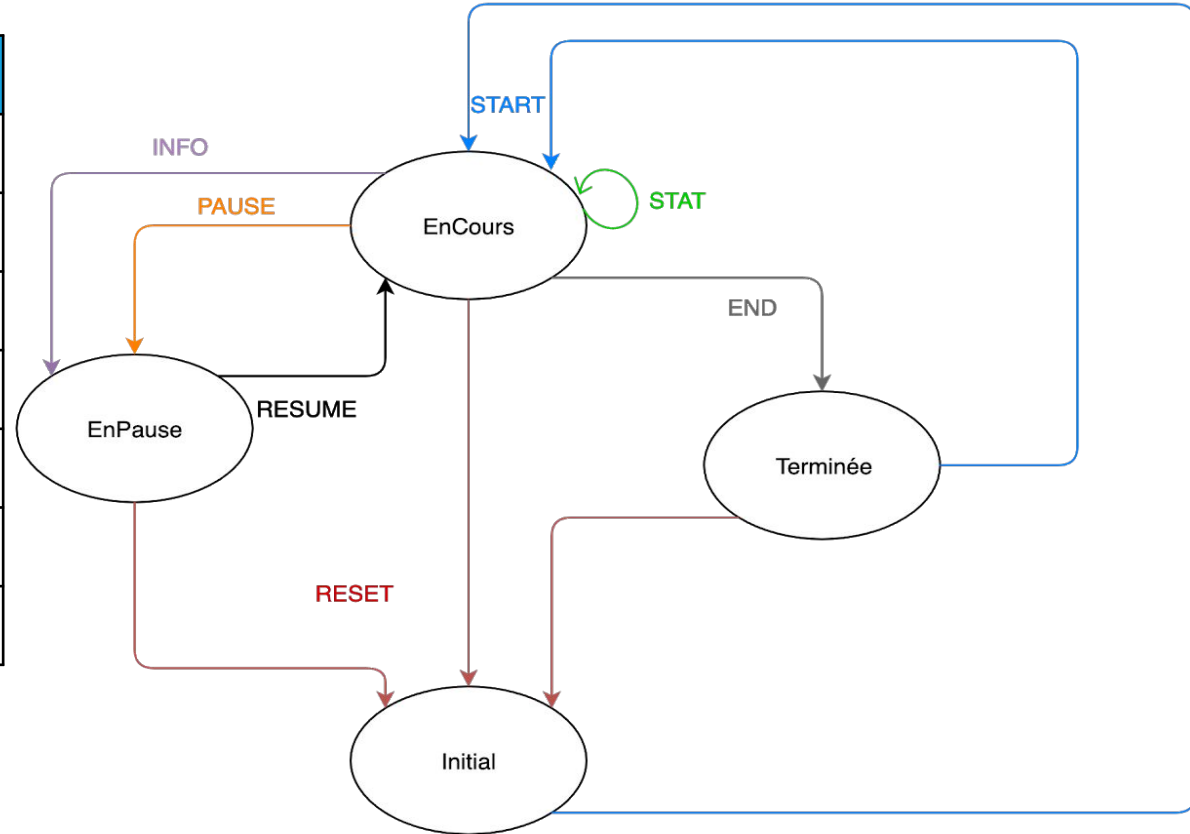 START
INFO
STAT
PAUSE
EnCours
END
RESUME
EnPause
Terminée
RESET
Initial